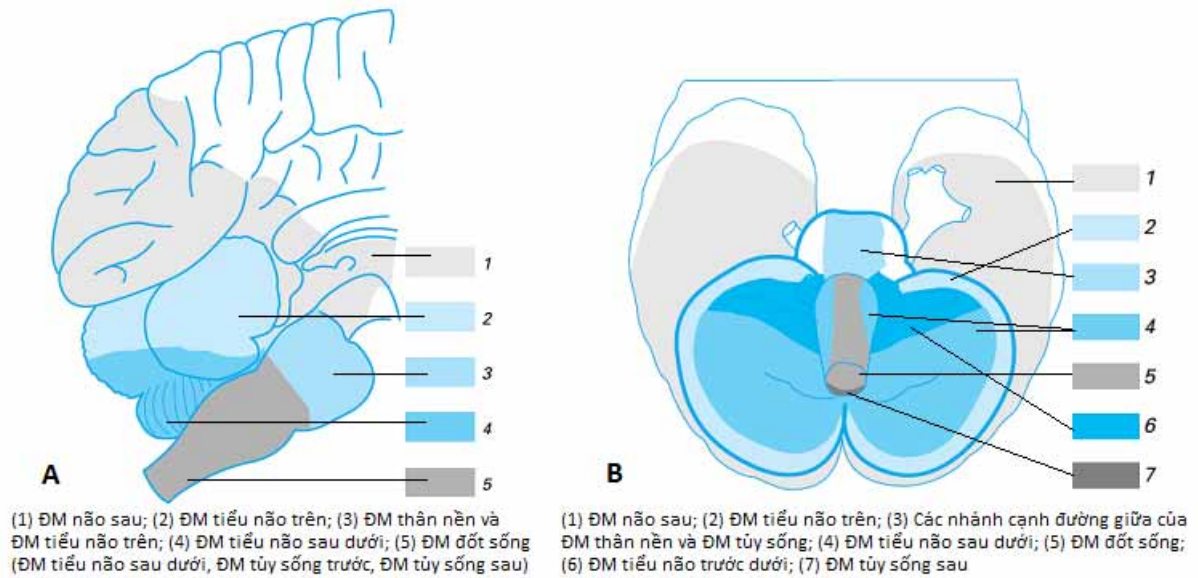 1
2
3
4
5
A
(1) ĐM não sau; (2) ĐM tiểu não trên; (3) ĐM thân nền và
ĐM tiểu não trên; (4) ĐM tiểu não sau dưới; (5) ĐM đốt sống
(ĐM tiểu não sau dưới, ĐM tủy sống trước, ĐM tủy sống sau)
1
2
3
4
5
6
7
B
(1) ĐM não sau; (2) ĐM tiểu não trên; (3) Các nhánh cạnh đường giữa của
ĐM thân nền và ĐM tủy sống; (4) ĐM tiểu não sau dưới; (5) ĐM đốt sống;
(6) ĐM tiểu não trước dưới; (7) ĐM tủy sống sau